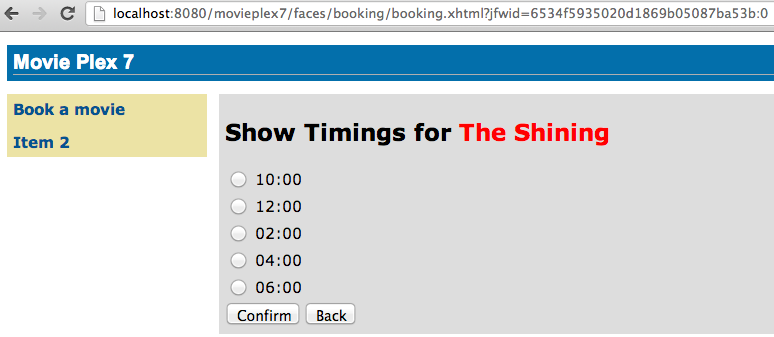 localhost:8080/movieplex7/faces/booking/booking.xhtml?jfwid=6534f5935020d1869b05087ba53b:0
Movie Plex 7
Book a movie
Item 2
Show Timings for The Shining
10:00
12:00
02:00
04:00
06:00
Confirm Back